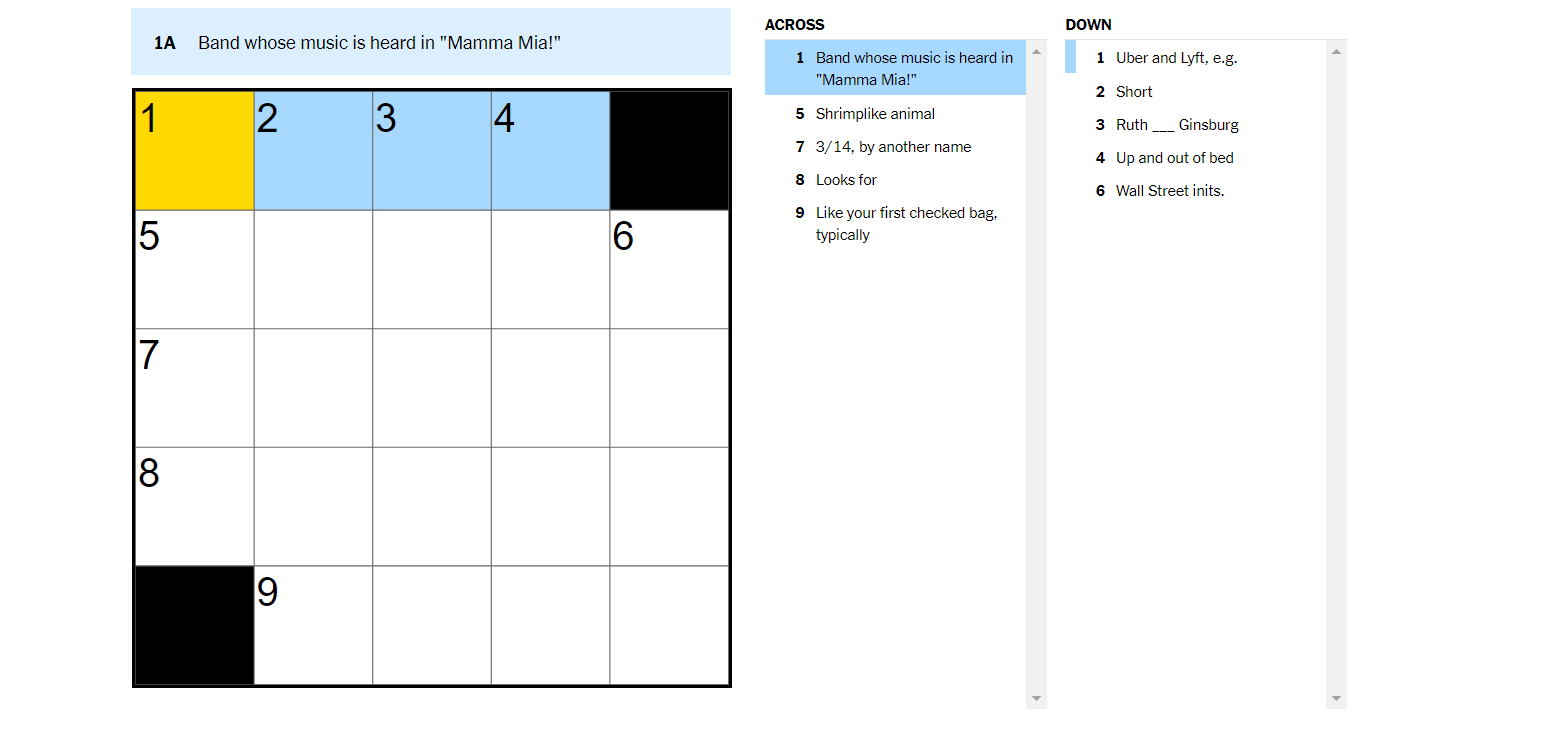 1A Band whose music is heard in "Mamma Mia!"
1 2 3 4
5 6
7
8
9
ACROSS
1 Band whose music is heard in
"Mamma Mia!"
5 Shrimplike animal
7 3/14, by another name
8 Looks for
9 Like your first checked bag,
typically
DOWN
1 Uber and Lyft, e.g.
2 Short
3 Ruth ___ Ginsburg
4 Up and out of bed
6 Wall Street inits.